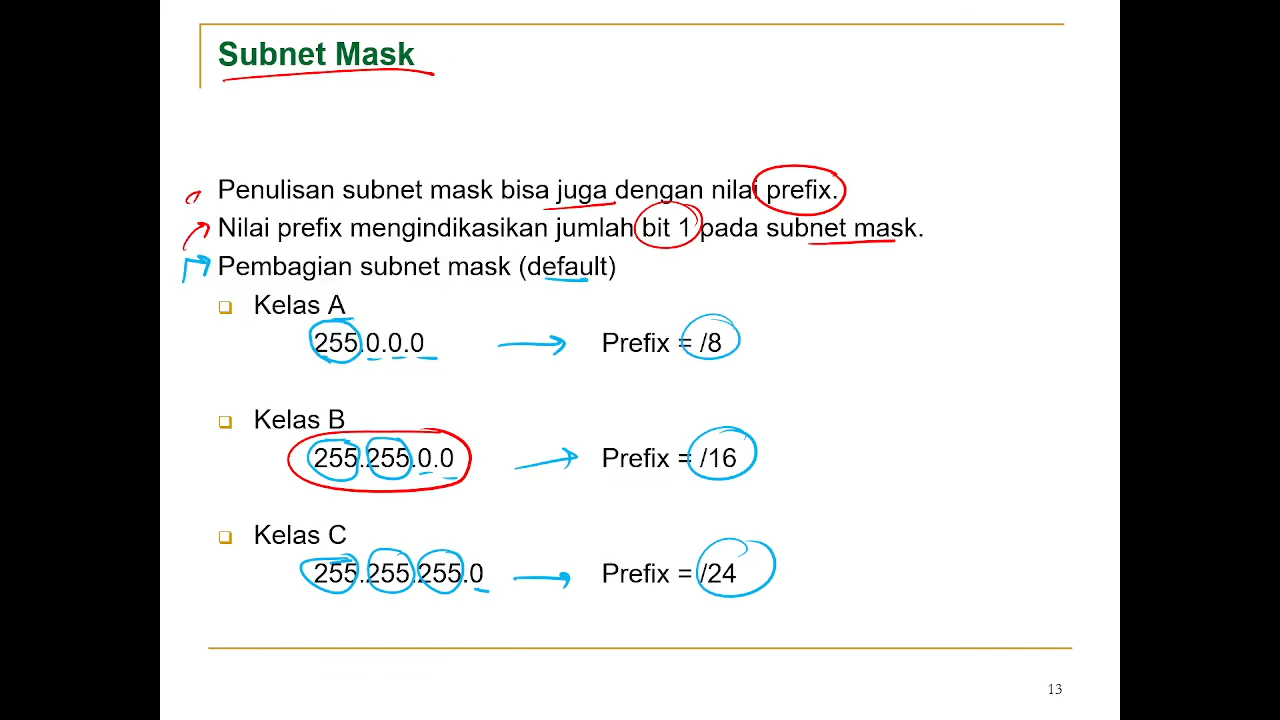 Subnet Mask
Penulisan subnet mask bisa juga dengan nilai prefix.
Nilai prefix mengindikasikan jumlah bit 1 pada subnet mask.
Pembagian subnet mask (default)
Kelas A
255.0.0.0 Prefix = /8
Kelas B
255.255.0.0 Prefix = /16
Kelas C
255.255.255.0 Prefix = /24
13